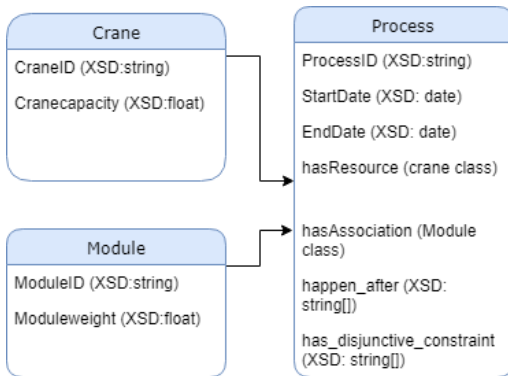 Crane
CraneID (XSD:string)
Cranecapacity (XSD:float)
Module
ModuleID (XSD:string)
Moduleweight (XSD:float)
Process
ProcessID (XSD:string)
StartDate (XSD: date)
EndDate (XSD: date)
hasResource (crane class)
hasAssociation (Module
class)
happen_after (XSD:
string[])
has_disjunctive_constraint
(XSD: string[])